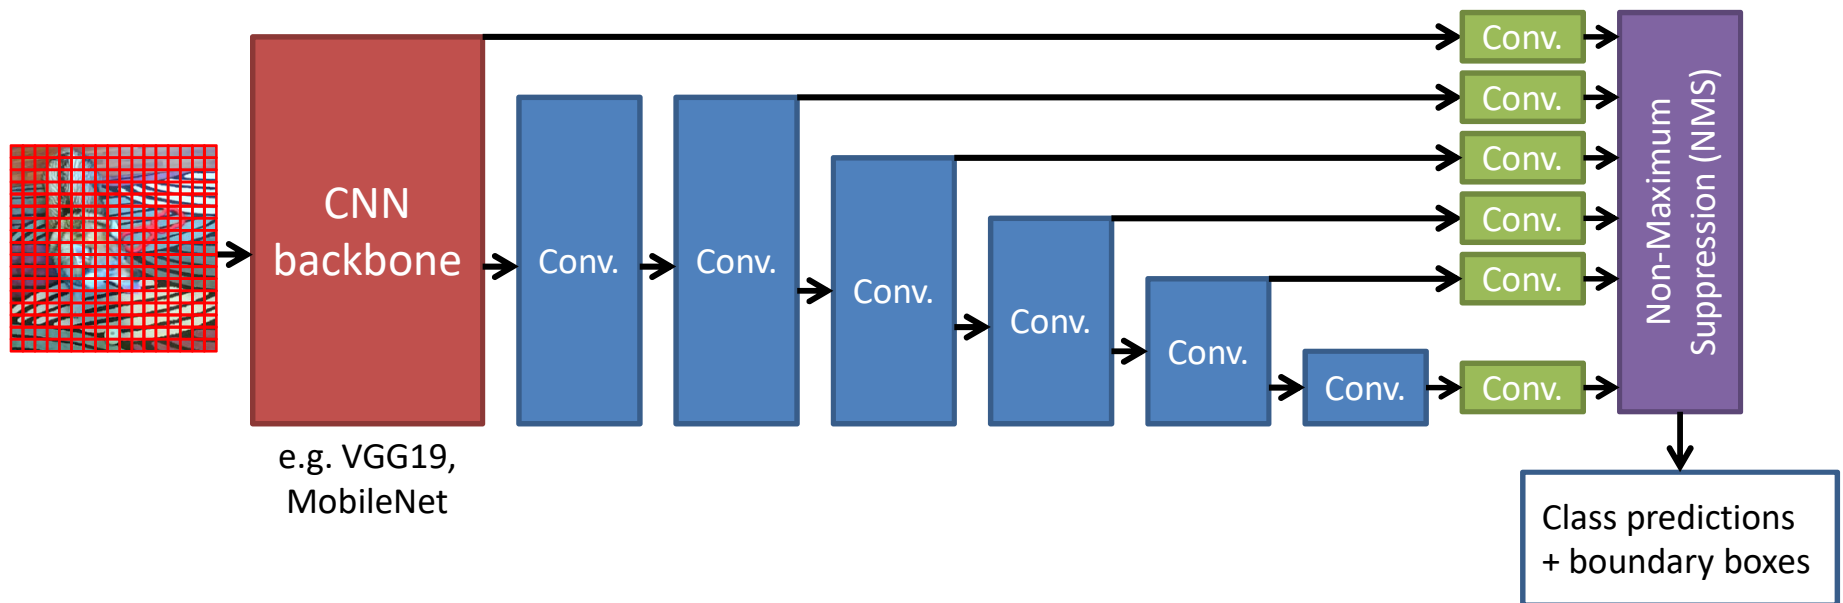 CNN
backbone
e.g. VGG19,
MobileNet
Conv.
Conv.
Conv.
Conv.
Conv.
Conv.
Conv.
Conv.
Conv.
Conv.
Conv.
Conv.
Non-Maximum
Suppression (NMS)
Class predictions
+ boundary boxes